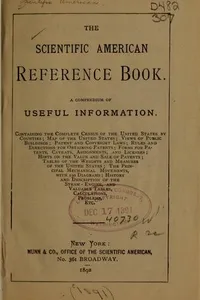 D482
THE
SCIENTIFIC AMERICAN
REFERENCE BOOK.
A COMPENDIUM OF
USEFUL INFORMATION.
CONTAINING THE COMPLETE CENSUS OF THE UNITED STATES BY
COUNTIES; MAP OF THE UNITED STATES; VIEWS OF PUBLIC
BUILDINGS; PATENT AND COPYRIGHT LAWS; RULES AND
DIRECTIONS FOR OBTAINING PATENTS; FORMS FOR PA-
TENTS, CAVEATS, ASSIGNMENTS, AND LICENSES;
HINTS ON THE VALUE AND SALE OF PATENTS;
TABLES OF THE WEIGHTS AND MEASURES
OF THE UNITED STATES; THE PRIN-
CIPAL MECHANICAL MOVEMENTS,
WITH 150 DIAGRAMS; HISTORY
AND DESCRIPTION OF THE
STEAM-ENGINE, AND
VALUABLE TABLES,
CALCULATIONS,
PROBLEMS,
ETC.
DEC 17 1891
40730
New York:
MUNN & CO., OFFICE OF THE SCIENTIFIC AMERICAN,
No. 361 BROADWAY.
(1891)